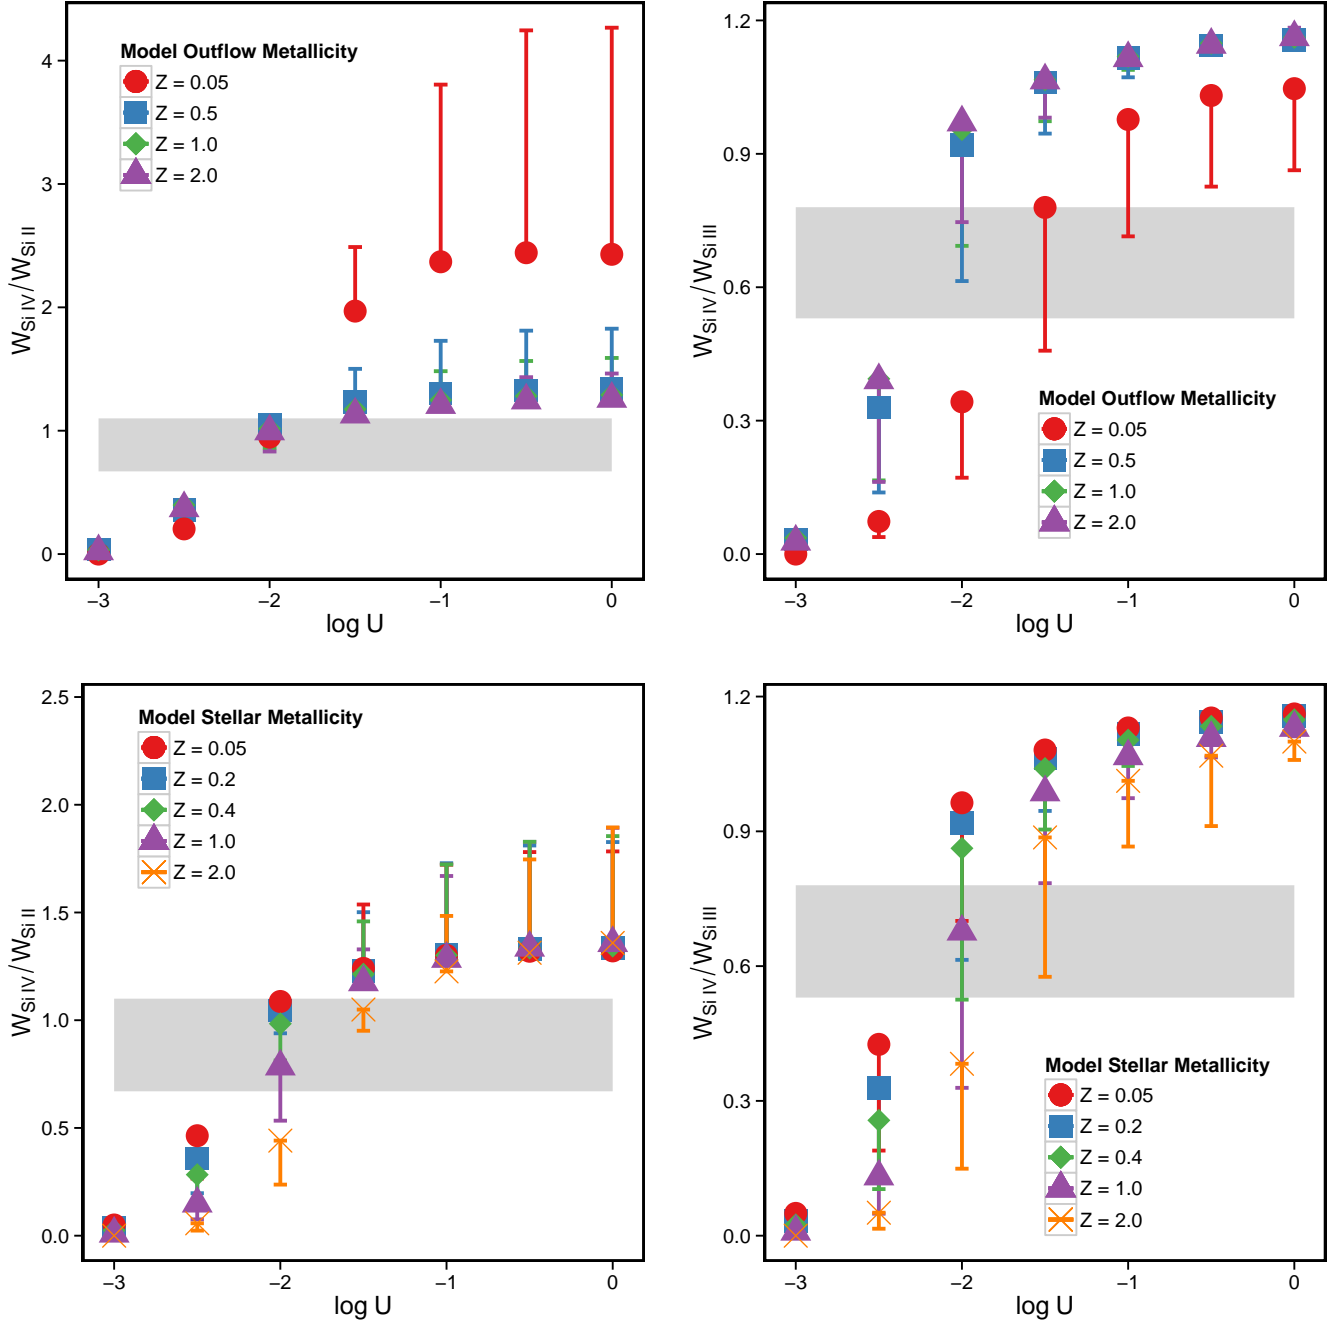 Model Outflow Metallicity
Z = 0.05
Z = 0.5
Z = 1.0
Z = 2.0
4
3
2
1
0
W_Si IV/W_Si II
−3
−2
−1
0
log U
1.2
0.9
0.6
0.3
0.0
W_Si IV/W_Si III
Model Outflow Metallicity
Z = 0.05
Z = 0.5
Z = 1.0
Z = 2.0
−3
−2
−1
0
log U
2.5
2.0
1.5
1.0
0.5
0.0
W_Si IV/W_Si II
Model Stellar Metallicity
Z = 0.05
Z = 0.2
Z = 0.4
Z = 1.0
Z = 2.0
−3
−2
−1
0
log U
1.2
0.9
0.6
0.3
0.0
W_Si IV/W_Si III
Model Stellar Metallicity
Z = 0.05
Z = 0.2
Z = 0.4
Z = 1.0
Z = 2.0
−3
−2
−1
0
log U